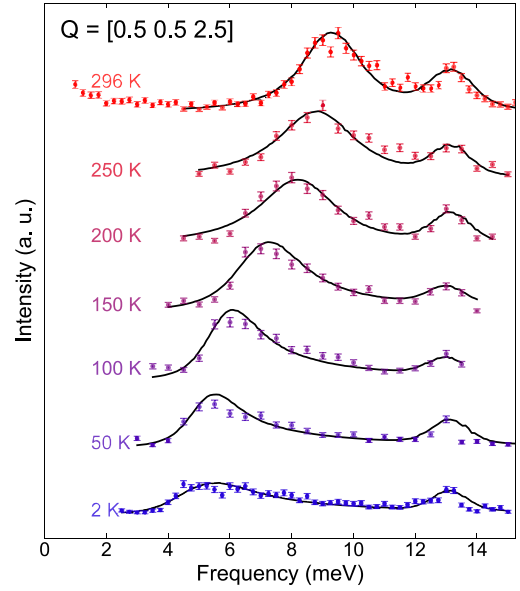 Q = [0.5 0.5 2.5]
296 K
250 K
200 K
150 K
100 K
50 K
2 K
Intensity (a. u.)
0 2 4 6 8 10 12 14
Frequency (meV)